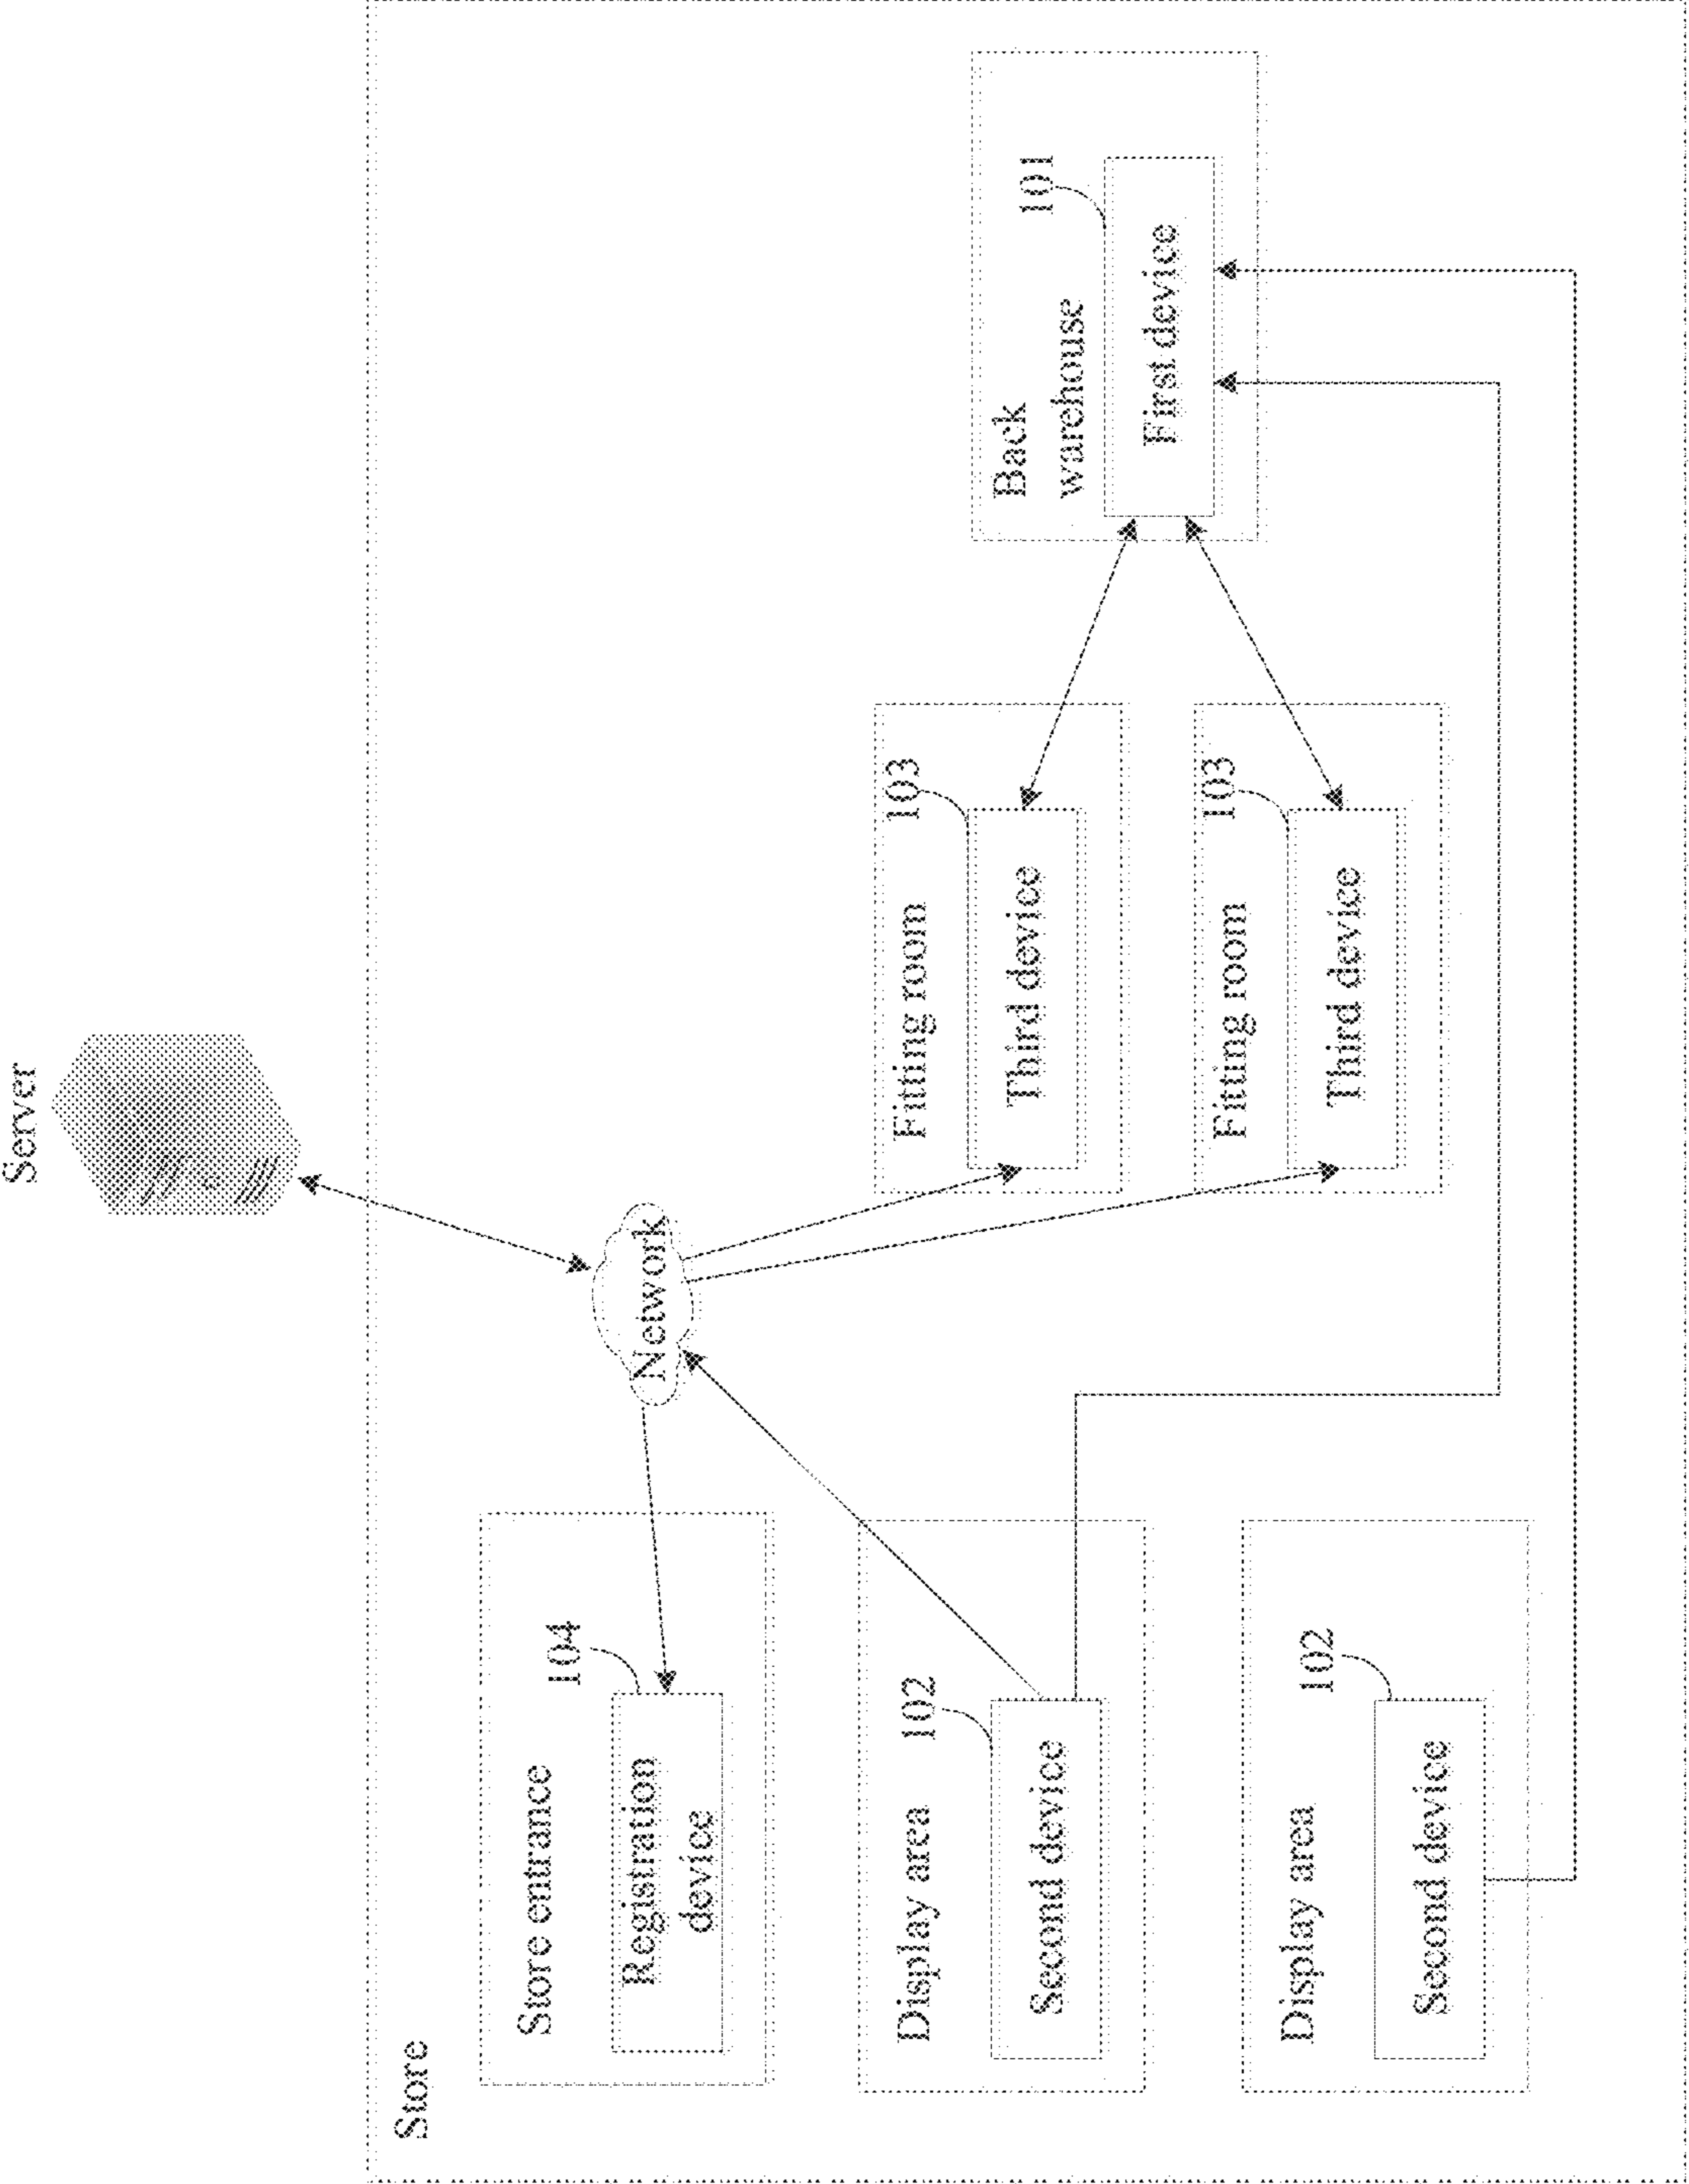 Server
Store
Store entrance
104
Registration
device
Network
Display area
102
Second device
Fitting room
103
Third device
Back
warehouse
101
First device
Display area
102
Second device
Fitting room
103
Third device